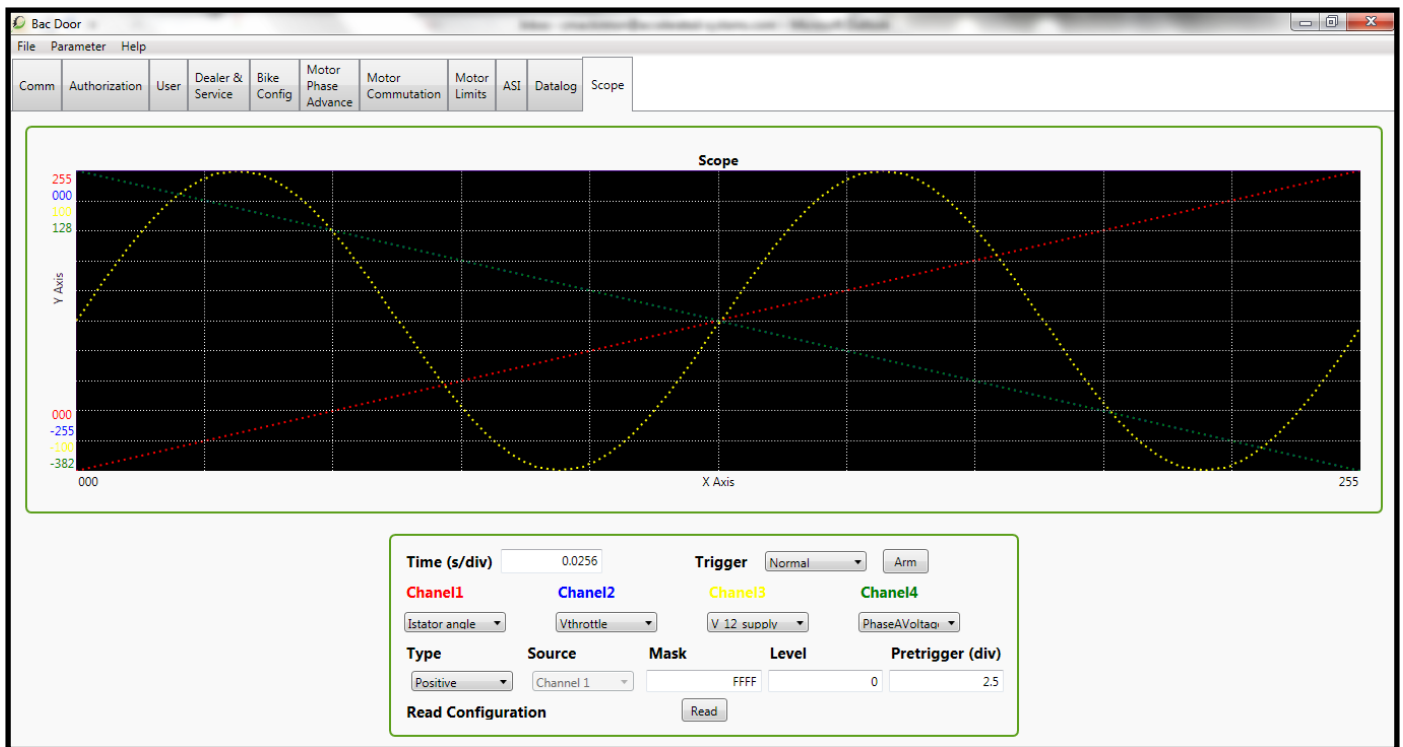 Bac Door
File Parameter Help
Comm Authorization User Dealer & Service Bike Config Motor Phase Advance Motor Commutation Motor Limits ASI Datalog Scope
Scope
255
000
100
128
Y Axis
000
-255
-100
-382
000 X Axis 255
Time (s/div) 0.0256 Trigger Normal Arm
Chanel1 Chanel2 Chanel3 Chanel4
Istator angle Vthrottle V 12 supply PhaseAVoltag
Type Source Mask Level Pretrigger (div)
Positive Channel 1 FFFF 0 2.5
Read Configuration Read